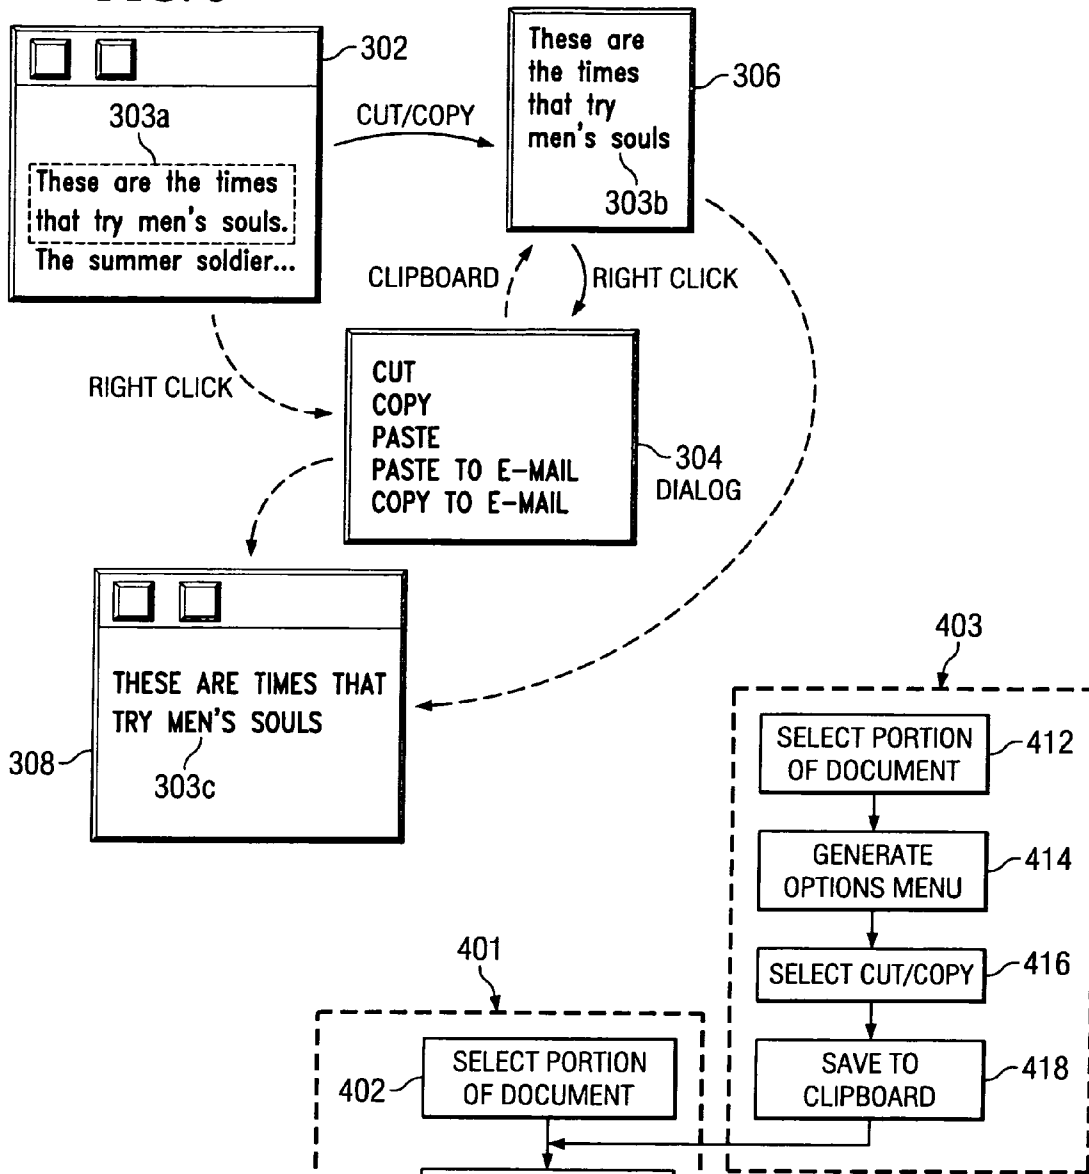 302
303a
CUT/COPY
These are the times
that try men's souls.
The summer soldier...
These are
the times
that try
men's souls
306
303b
CLIPBOARD
RIGHT CLICK
RIGHT CLICK
CUT
COPY
PASTE
PASTE TO E-MAIL
COPY TO E-MAIL
304
DIALOG
THESE ARE TIMES THAT
TRY MEN'S SOULS
308
303c
403
SELECT PORTION
OF DOCUMENT
412
GENERATE
OPTIONS MENU
414
SELECT CUT/COPY
416
SAVE TO
CLIPBOARD
418
401
SELECT PORTION
OF DOCUMENT
402